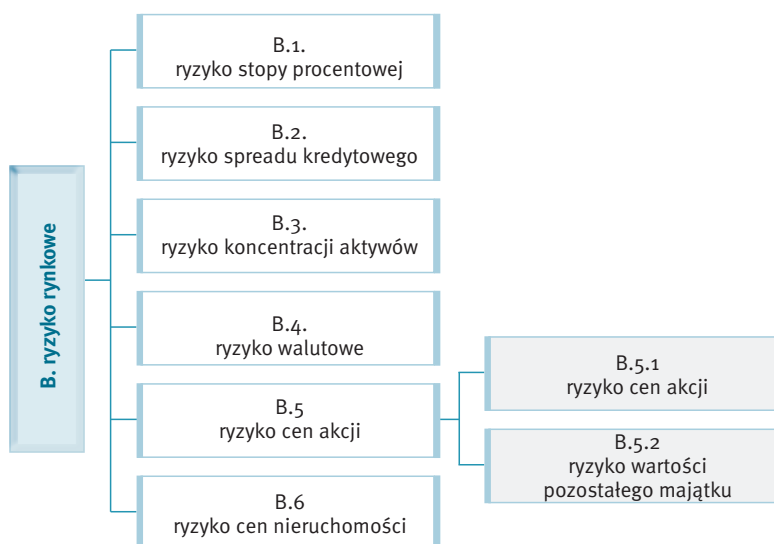 B. ryzyko rynkowe
B.1.
ryzyko stopy procentowej
B.2.
ryzyko spreadu kredytowego
B.3.
ryzyko koncentracji aktywów
B.4.
ryzyko walutowe
B.5
ryzyko cen akcji
B.5.1
ryzyko cen akcji
B.5.2
ryzyko wartości
pozostałego majątku
B.6
ryzyko cen nieruchomości